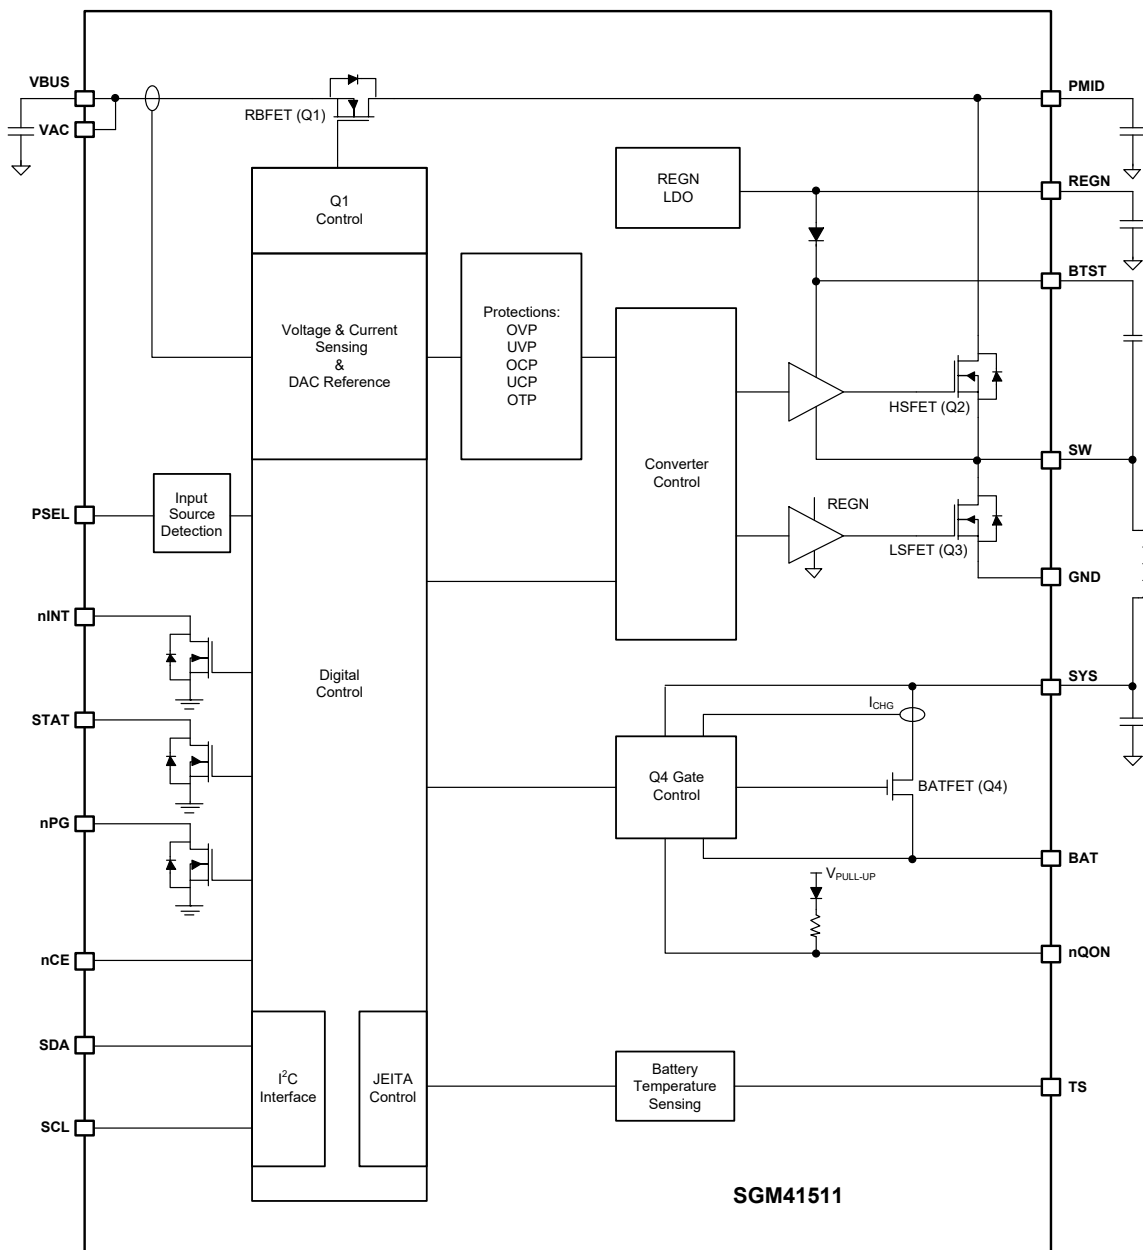 VBUS
VAC
RBFET (Q1)
PMID
Q1
Control
REGN
LDO
REGN
BTST
Voltage & Current
Sensing
&
DAC Reference
Protections:
OVP
UVP
OCP
UCP
OTP
HSFET (Q2)
Converter
Control
SW
PSEL
Input
Source
Detection
REGN
LSFET (Q3)
GND
nINT
Digital
Control
SYS
ICHG
STAT
Q4 Gate
Control
BATFET (Q4)
nPG
BAT
VPULL-UP
nCE
nQON
SDA
I2C
Interface
JEITA
Control
Battery
Temperature
Sensing
TS
SCL
SGM41511